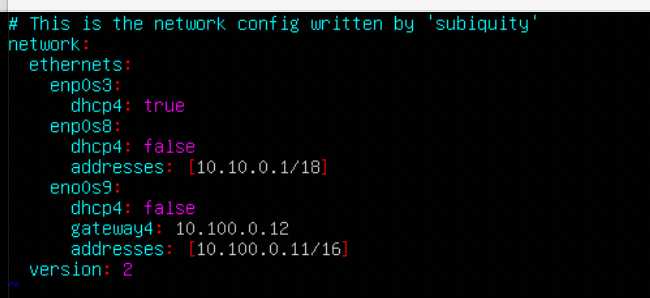 # This is the network config written by 'subiquity'
network:
  ethernets:
    enp0s3:
      dhcp4: true
    enp0s8:
      dhcp4: false
      addresses: [10.10.0.1/18]
    eno0s9:
      dhcp4: false
      gateway4: 10.100.0.12
      addresses: [10.100.0.11/16]
  version: 2
~